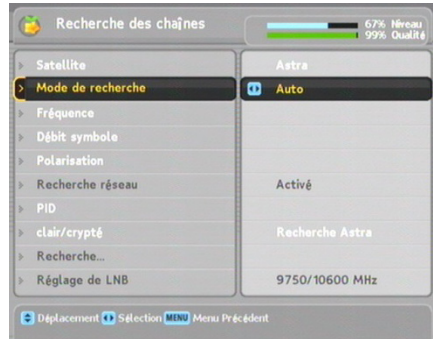 Recherche des chaînes
67% Niveau
99% Qualité
Satellite Astra
Mode de recherche Auto
Fréquence
Débit symbole
Polarisation
Recherche réseau Activé
PID
clair/crypté Recherche Astra
Recherche...
Réglage de LNB 9750/10600 MHz
Déplacement Sélection MENU Menu Précédent